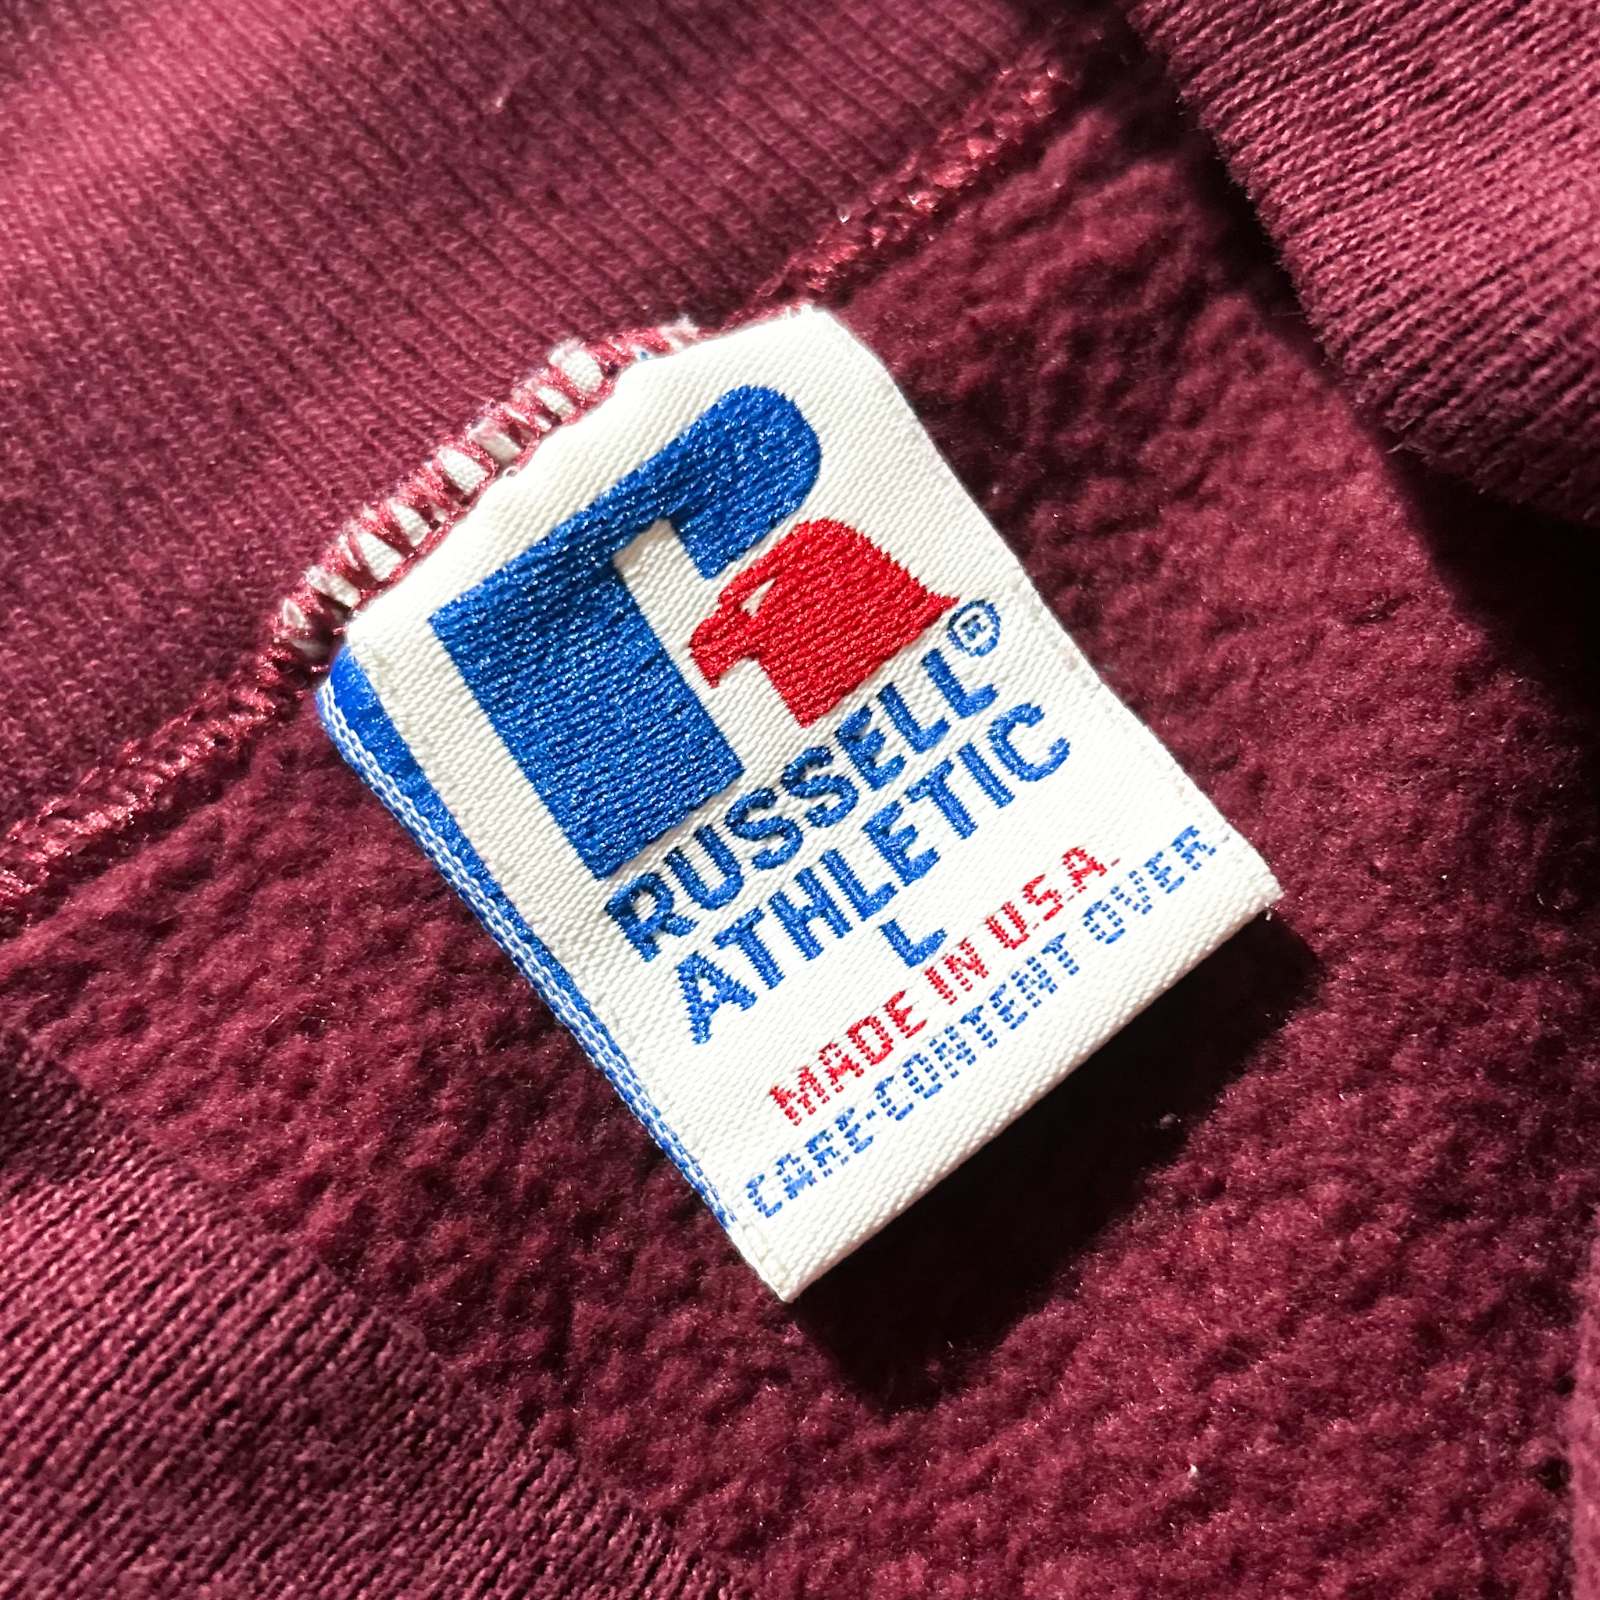 RUSSELL®
ATHLETIC
L
MADE IN U.S.A.
CARE-CONTENT OVER